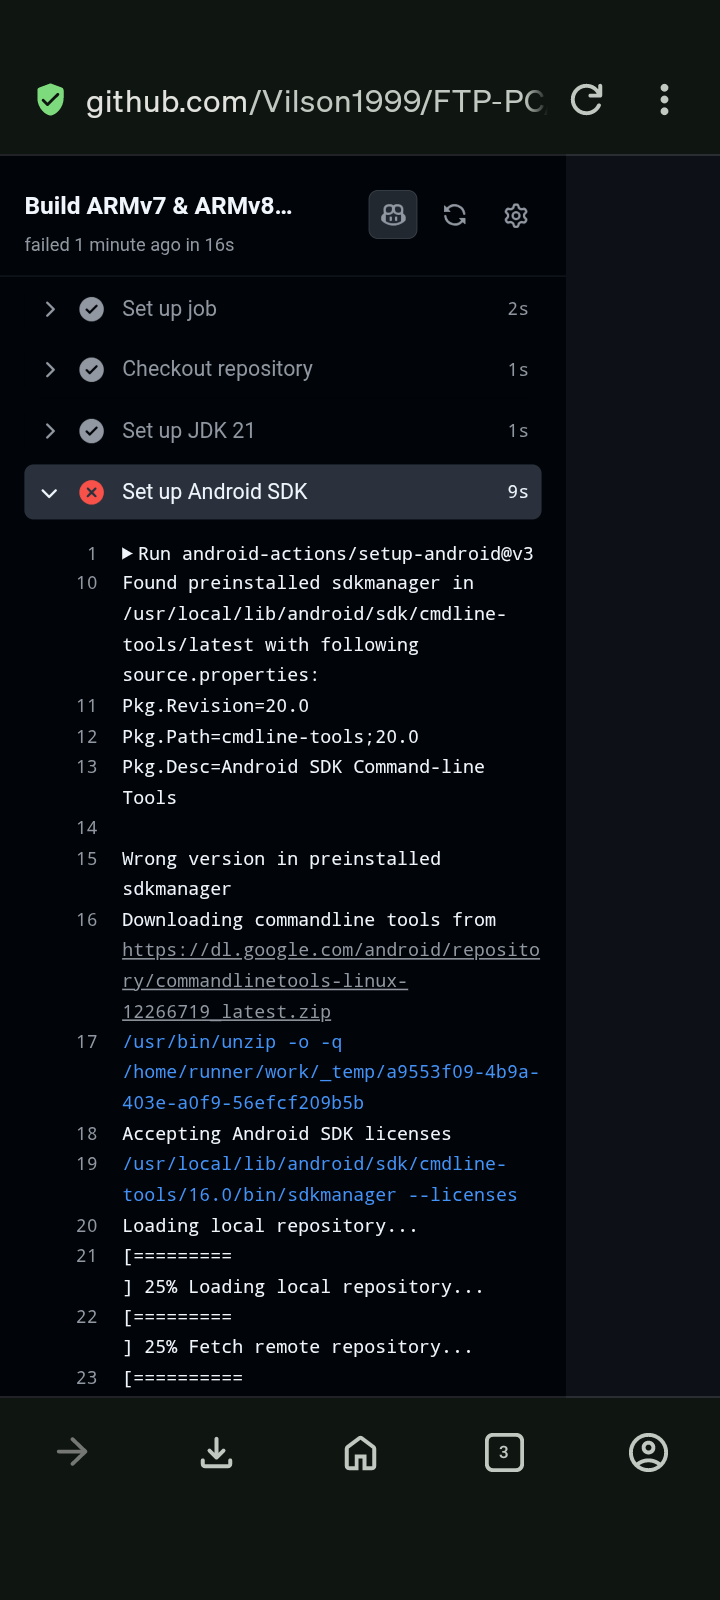 github.com/Vilson1999/FTP-PC
Build ARMv7 & ARMv8...
failed 1 minute ago in 16s
Set up job 2s
Checkout repository 1s
Set up JDK 21 1s
Set up Android SDK 9s
1 Run android-actions/setup-android@v3
10 Found preinstalled sdkmanager in
/usr/local/lib/android/sdk/cmdline-
tools/latest with following
source.properties:
11 Pkg.Revision=20.0
12 Pkg.Path=cmdline-tools;20.0
13 Pkg.Desc=Android SDK Command-line
Tools
14
15 Wrong version in preinstalled
sdkmanager
16 Downloading commandline tools from
https://dl.google.com/android/reposito
ry/commandlinetools-linux-
12266719_latest.zip
17 /usr/bin/unzip -o -q
/home/runner/work/_temp/a9553f09-4b9a-
403e-a0f9-56efcf209b5b
18 Accepting Android SDK licenses
19 /usr/local/lib/android/sdk/cmdline-
tools/16.0/bin/sdkmanager --licenses
20 Loading local repository...
21 [=========
] 25% Loading local repository...
22 [=========
] 25% Fetch remote repository...
23 [==========
3